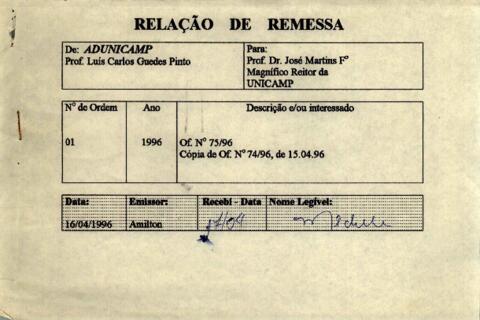 RELAÇÃO DE REMESSA
De: ADUNICAMP
Prof. Luís Carlos Guedes Pinto
Para:
Prof. Dr. José Martins Fº
Magnífico Reitor da
UNICAMP
Nº de Ordem Ano Descrição e/ou interessado
01 1996 Of. Nº 75/96
Cópia de Of. Nº 74/96, de 15.04.96
Data: Emissor: Recebi - Data Nome Legível:
16/04/1996 Amilton